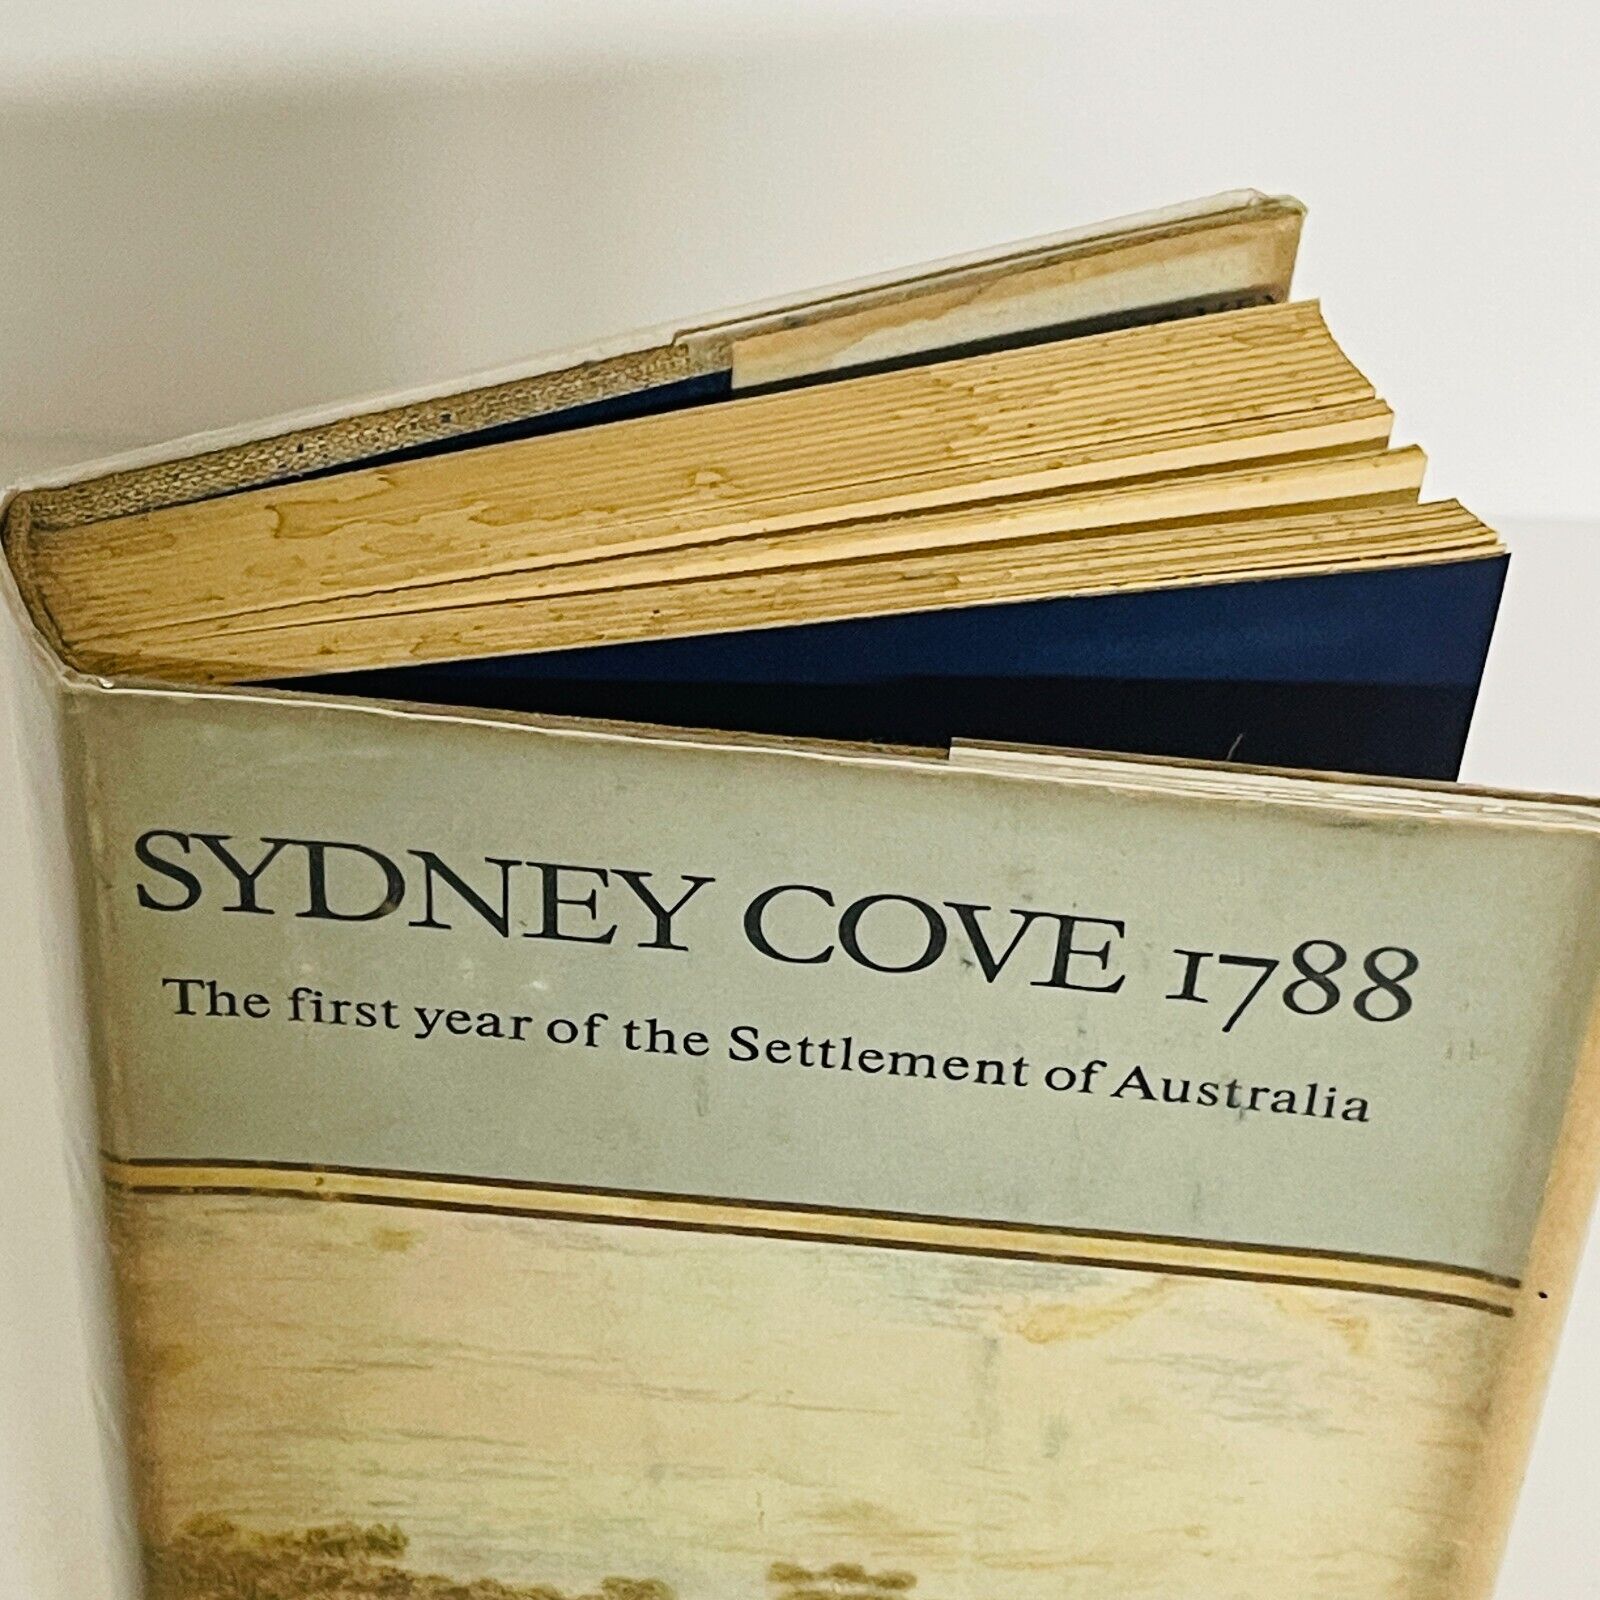 SYDNEY COVE 1788
The first year of the Settlement of Australia